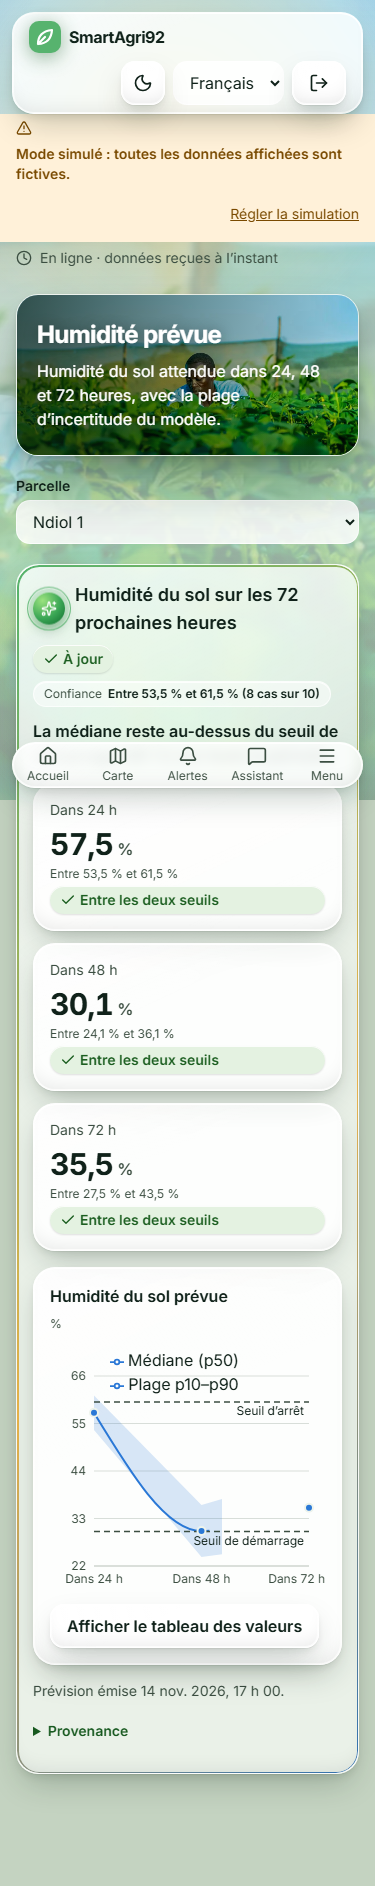 SmartAgri92
Français
Mode simulé : toutes les données affichées sont
fictives.
Régler la simulation
En ligne · données reçues à l’instant
Humidité prévue
Humidité du sol attendue dans 24, 48
et 72 heures, avec la plage
d’incertitude du modèle.
Parcelle
Ndiol 1
Humidité du sol sur les 72
prochaines heures
À jour
Confiance Entre 53,5 % et 61,5 % (8 cas sur 10)
La médiane reste au-dessus du seuil de
Accueil
Carte
Alertes
Assistant
Menu
Dans 24 h
57,5 %
Entre 53,5 % et 61,5 %
Entre les deux seuils
Dans 48 h
30,1 %
Entre 24,1 % et 36,1 %
Entre les deux seuils
Dans 72 h
35,5 %
Entre 27,5 % et 43,5 %
Entre les deux seuils
Humidité du sol prévue
%
Médiane (p50)
Plage p10–p90
66
Seuil d’arrêt
55
44
33
Seuil de démarrage
22
Dans 24 h
Dans 48 h
Dans 72 h
Afficher le tableau des valeurs
Prévision émise 14 nov. 2026, 17 h 00.
Provenance